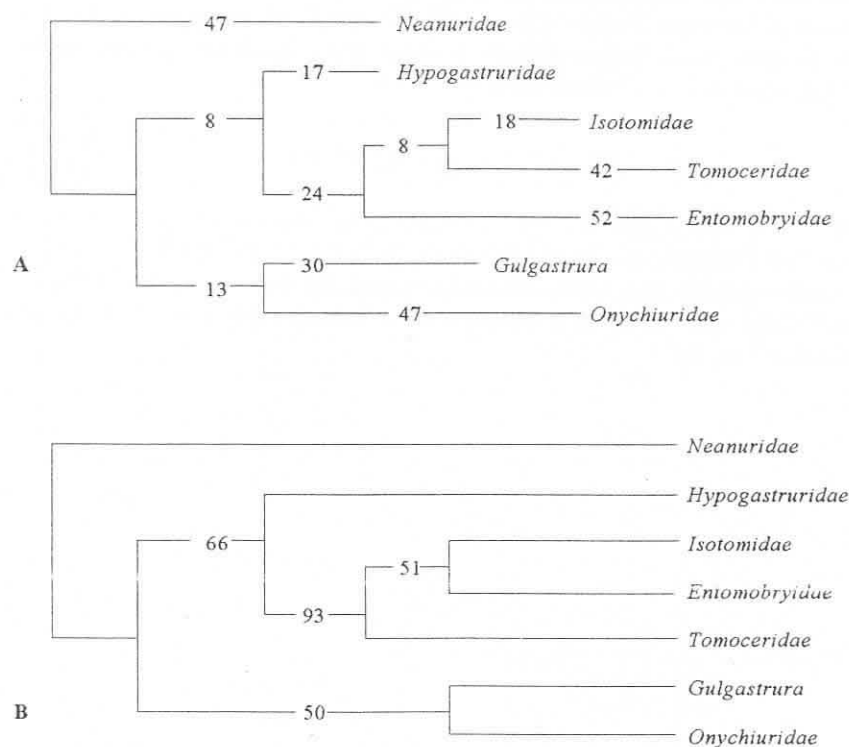 47 Neanuridae
17 Hypogastruridae
8 18 Isotomidae
8
42 Tomoceridae
24
52 Entomobryidae
A 30 Gulgastrura
13
47 Onychiuridae
Neanuridae
Hypogastruridae
66 Isotomidae
51
Entomobryidae
93
Tomoceridae
Gulgastrura
B 50
Onychiuridae